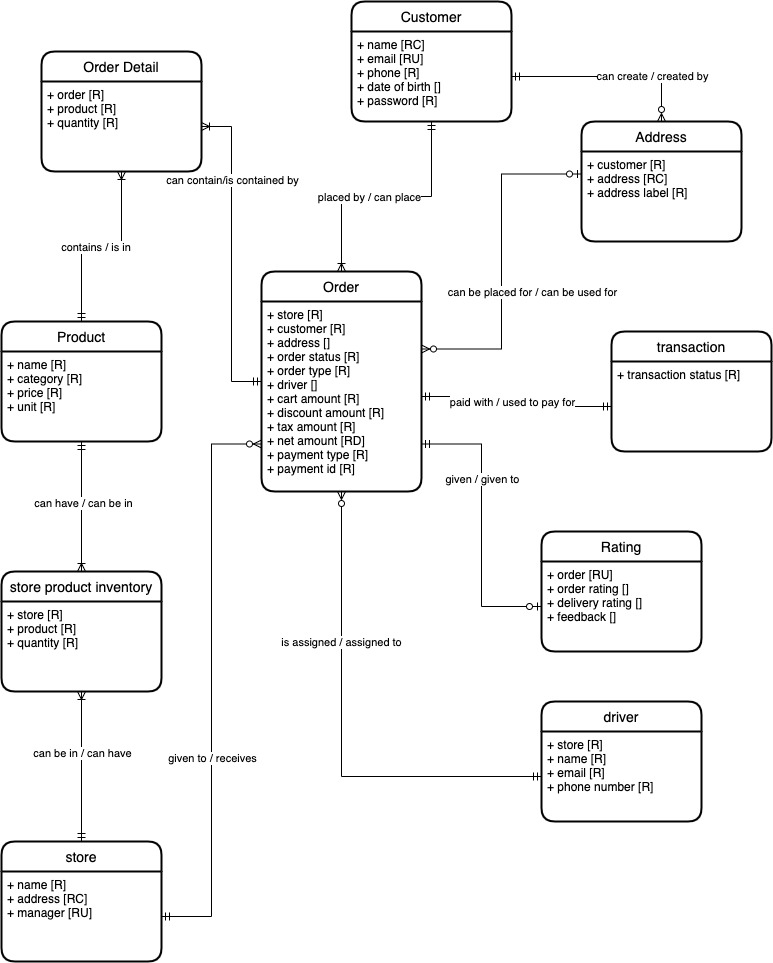 Customer
+ name [RC]
+ email [RU]
+ phone [R]
+ date of birth []
+ password [R]
Order Detail
+ order [R]
+ product [R]
+ quantity [R]
can create / created by
Address
+ customer [R]
+ address [RC]
+ address label [R]
can contain/is contained by
placed by / can place
contains / is in
Order
+ store [R]
+ customer [R]
+ address []
+ order status [R]
+ order type [R]
+ driver []
+ cart amount [R]
+ discount amount [R]
+ tax amount [R]
+ net amount [RD]
+ payment type [R]
+ payment id [R]
can be placed for / can be used for
Product
+ name [R]
+ category [R]
+ price [R]
+ unit [R]
transaction
+ transaction status [R]
paid with / used to pay for
given / given to
can have / can be in
Rating
+ order [RU]
+ order rating []
+ delivery rating []
+ feedback []
store product inventory
+ store [R]
+ product [R]
+ quantity [R]
is assigned / assigned to
driver
+ store [R]
+ name [R]
+ email [R]
+ phone number [R]
can be in / can have
given to / receives
store
+ name [R]
+ address [RC]
+ manager [RU]